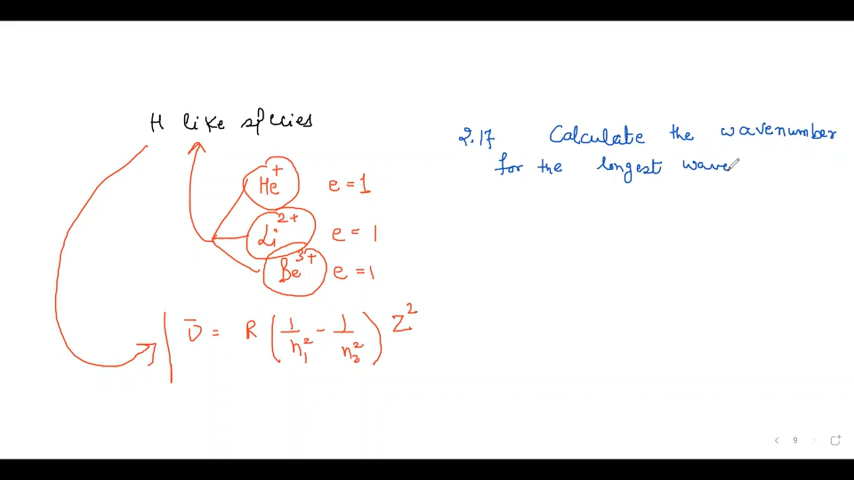 H like species
He⁺ e = 1
Li²⁺ e = 1
Be³⁺ e = 1
ν̅ = R (1/n₁² - 1/n₂²) Z²
2.17 Calculate the wavenumber
for the longest wave
9